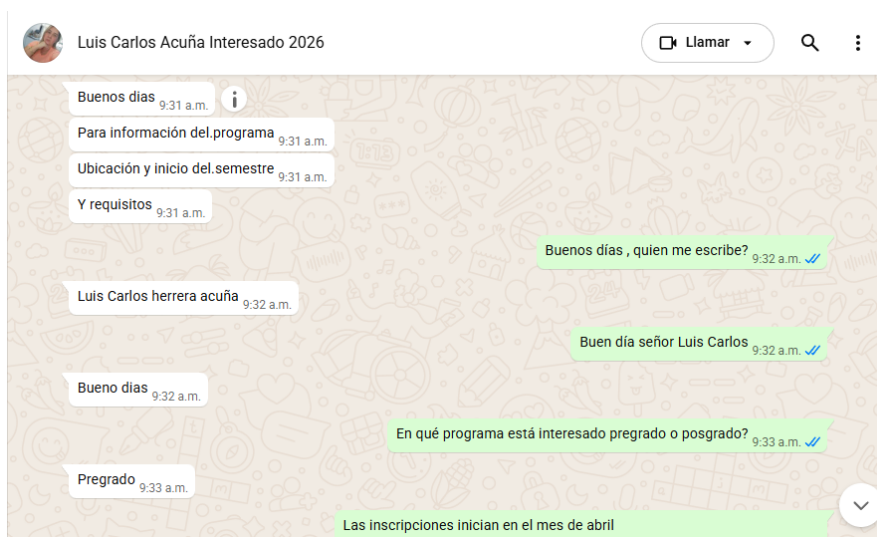 Luis Carlos Acuña Interesado 2026
Llamar
Buenos dias 9:31 a.m.
Para información del.programa 9:31 a.m.
Ubicación y inicio del.semestre 9:31 a.m.
Y requisitos 9:31 a.m.
Buenos días , quien me escribe? 9:32 a.m.
Luis Carlos herrera acuña 9:32 a.m.
Buen día señor Luis Carlos 9:32 a.m.
Bueno dias 9:32 a.m.
En qué programa está interesado pregrado o posgrado? 9:33 a.m.
Pregrado 9:33 a.m.
Las inscripciones inician en el mes de abril